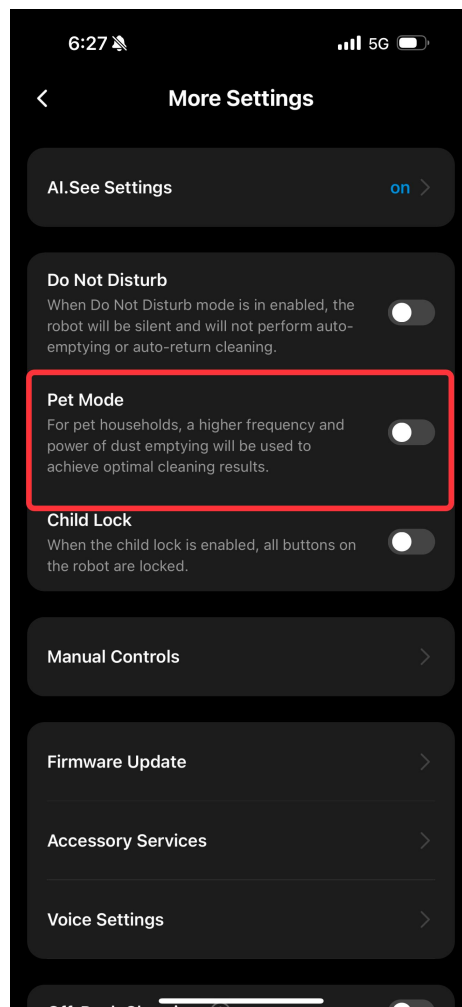 6:27
5G
More Settings
AI.See Settings
on
Do Not Disturb
When Do Not Disturb mode is in enabled, the
robot will be silent and will not perform auto-
emptying or auto-return cleaning.
Pet Mode
For pet households, a higher frequency and
power of dust emptying will be used to
achieve optimal cleaning results.
Child Lock
When the child lock is enabled, all buttons on
the robot are locked.
Manual Controls
Firmware Update
Accessory Services
Voice Settings